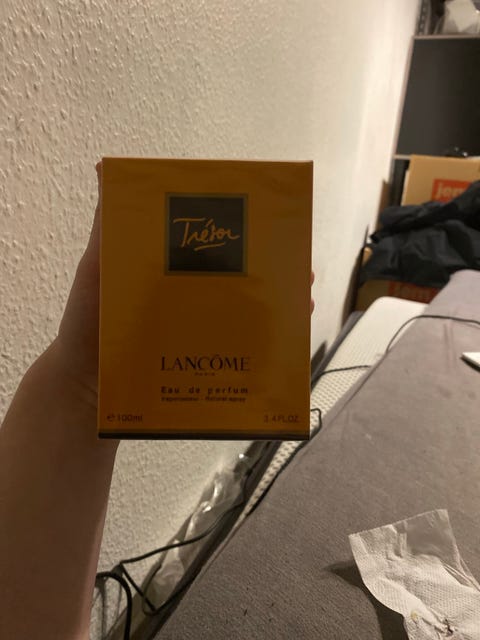 Trésor
LANCÔME
PARIS
Eau de parfum
Vaporisateur - Natural spray
e 100ml 3.4 FL.OZ